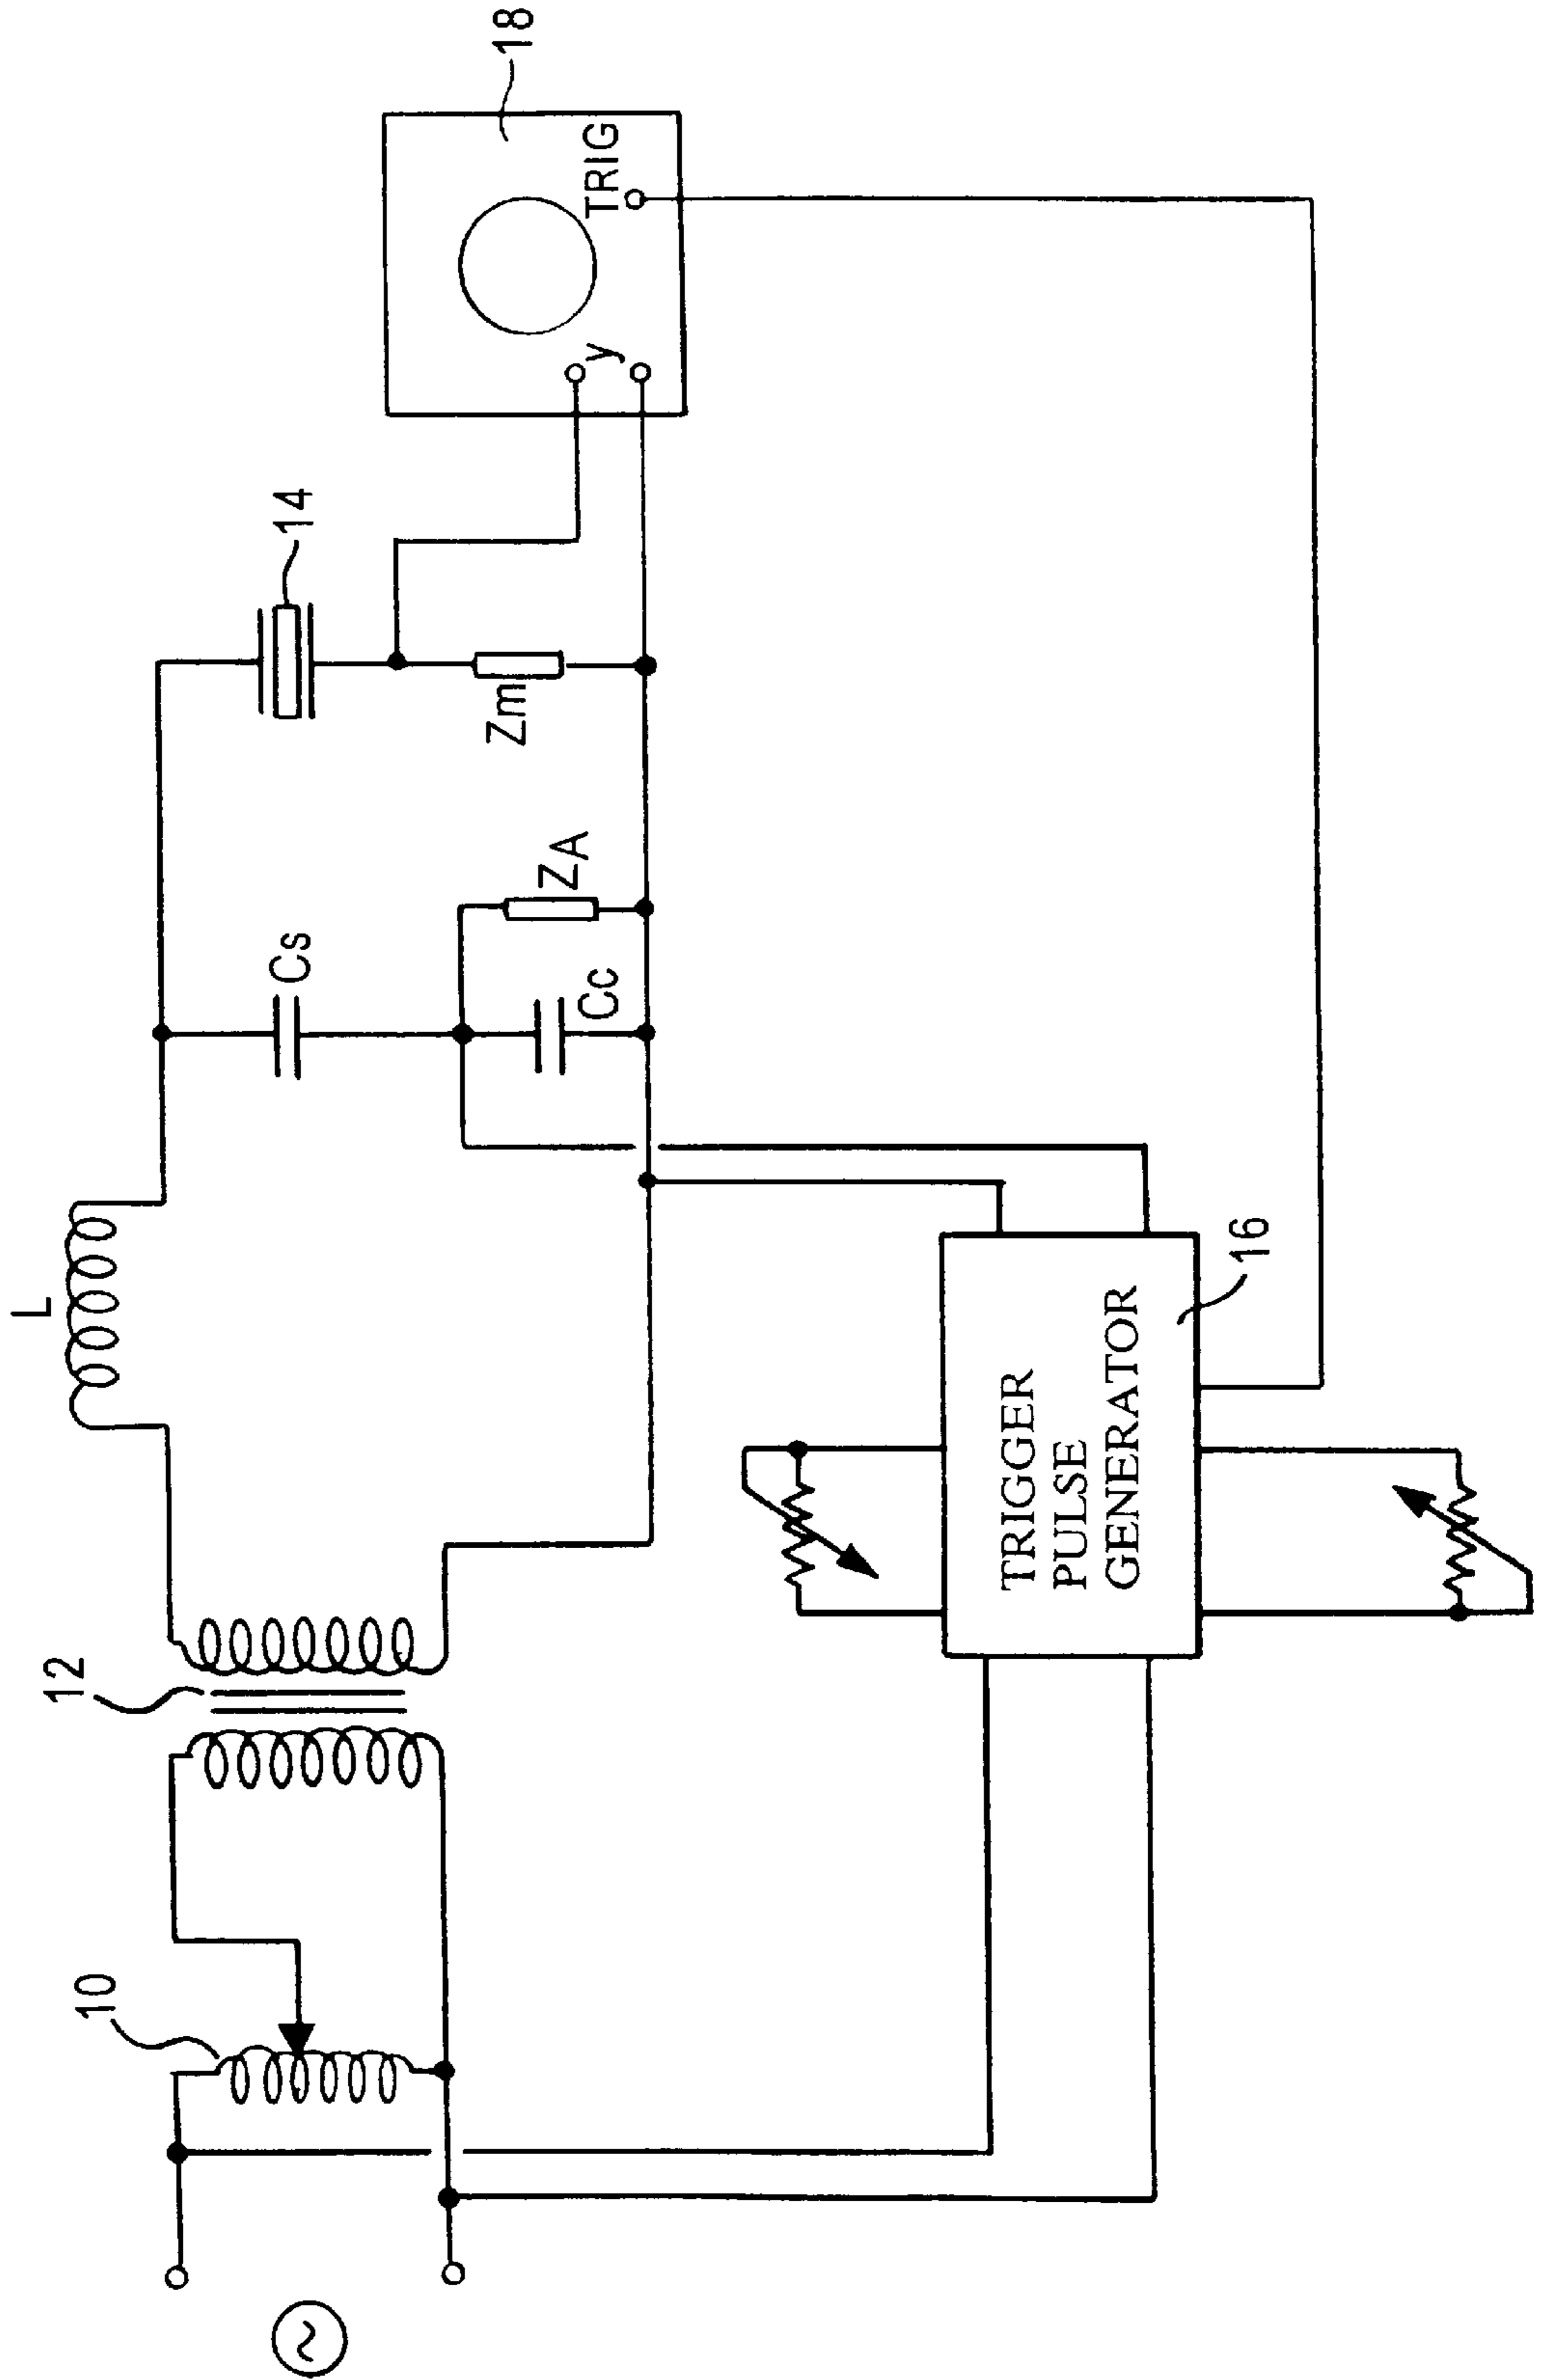 L
12
10
Cs
Cc
ZA
14
Zm
18
y
TRIG
TRIGGER
PULSE
GENERATOR
16
~